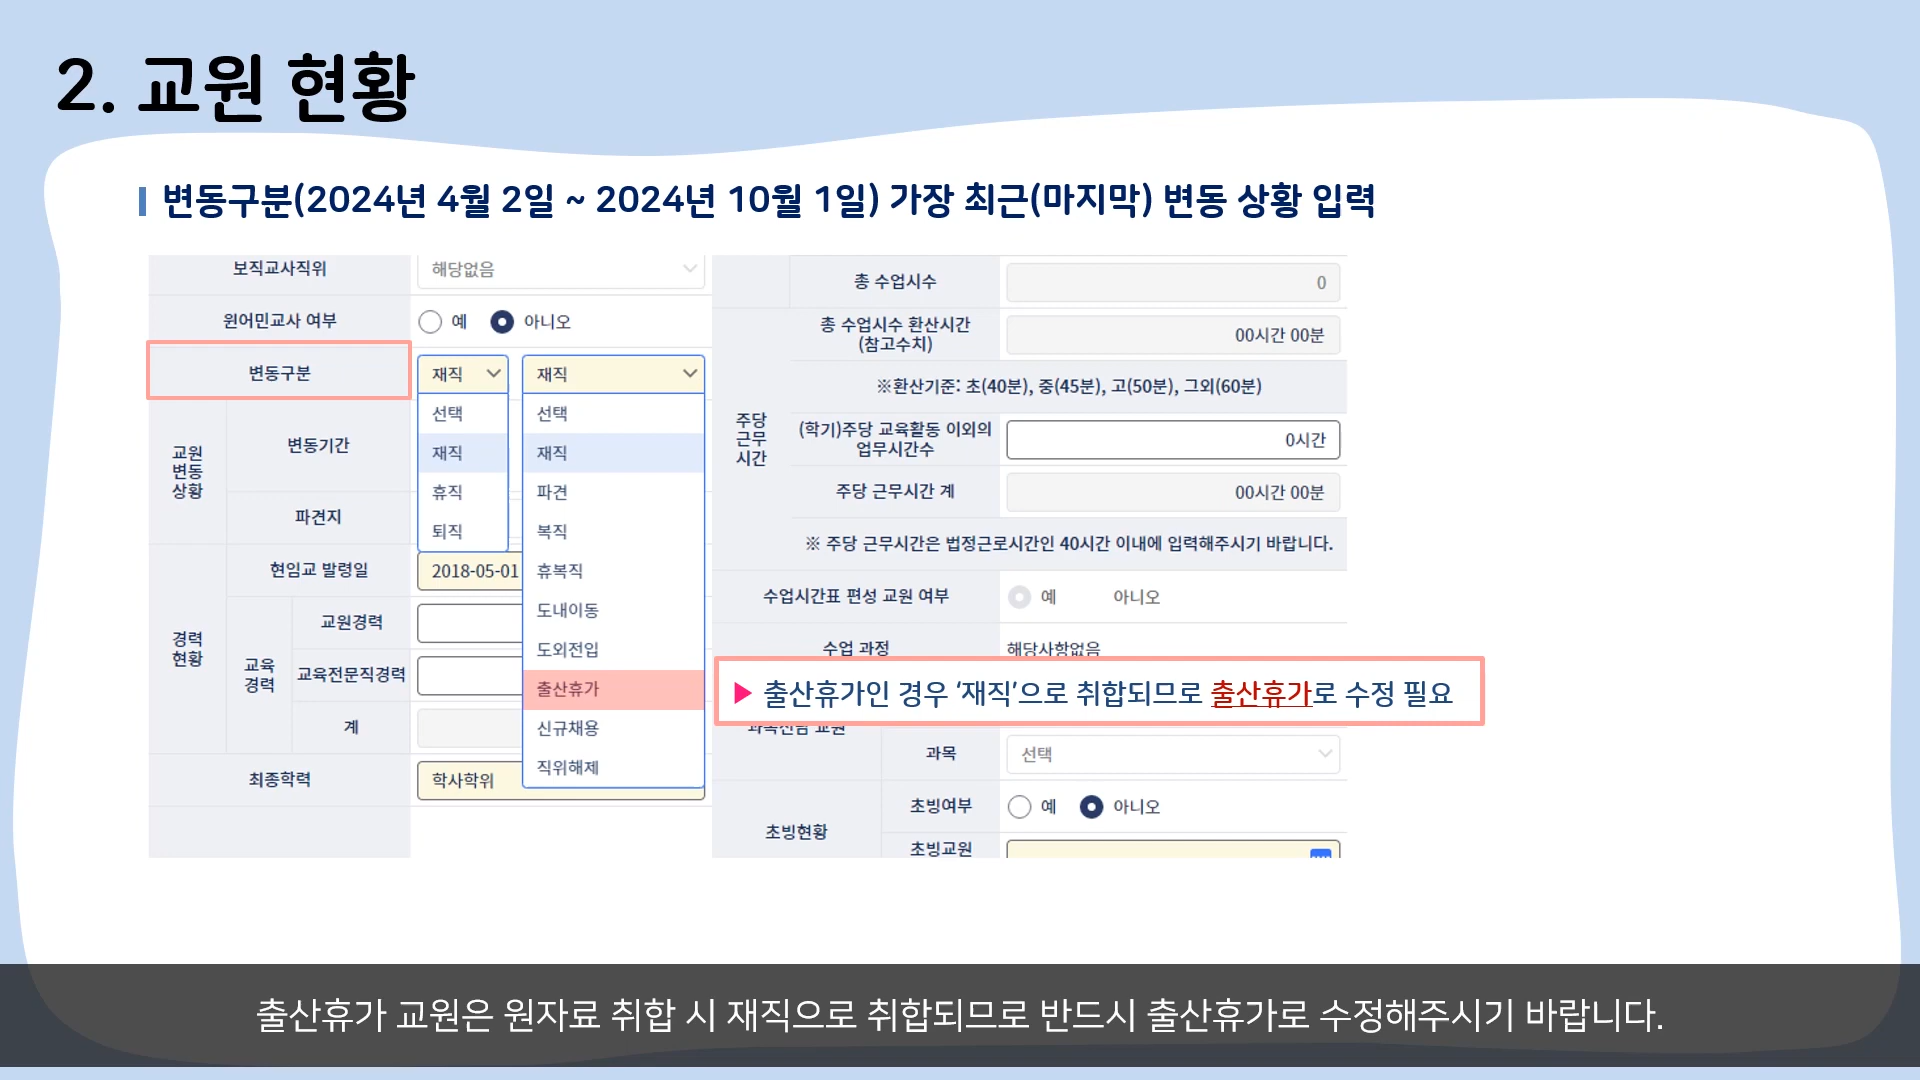 2. 교원 현황
변동구분(2024년 4월 2일 ~ 2024년 10월 1일) 가장 최근(마지막) 변동 상황 입력
보직교사직위
해당없음
원어민교사 여부
예
아니오
변동구분
재직
재직
선택
재직
휴직
퇴직
선택
재직
파견
복직
휴복직
도내이동
도외전입
출산휴가
신규채용
직위해제
교원
변동
상황
변동기간
파견지
현임교 발령일
2018-05-01
경력
현황
교육
경력
교원경력
교육전문직경력
계
최종학력
학사학위
총 수업시수
0
총 수업시수 환산시간
(참고수치)
00시간 00분
※환산기준: 초(40분), 중(45분), 고(50분), 그외(60분)
주당
근무
시간
(학기)주당 교육활동 이외의
업무시간수
0시간
주당 근무시간 계
00시간 00분
※ 주당 근무시간은 법정근로시간인 40시간 이내에 입력해주시기 바랍니다.
수업시간표 편성 교원 여부
예
아니오
수업 과정
해당사항없음
▶ 출산휴가인 경우 ‘재직’으로 취합되므로 출산휴가로 수정 필요
과목전담 교원
과목
선택
초빙현황
초빙여부
예
아니오
초빙교원
출산휴가 교원은 원자료 취합 시 재직으로 취합되므로 반드시 출산휴가로 수정해주시기 바랍니다.